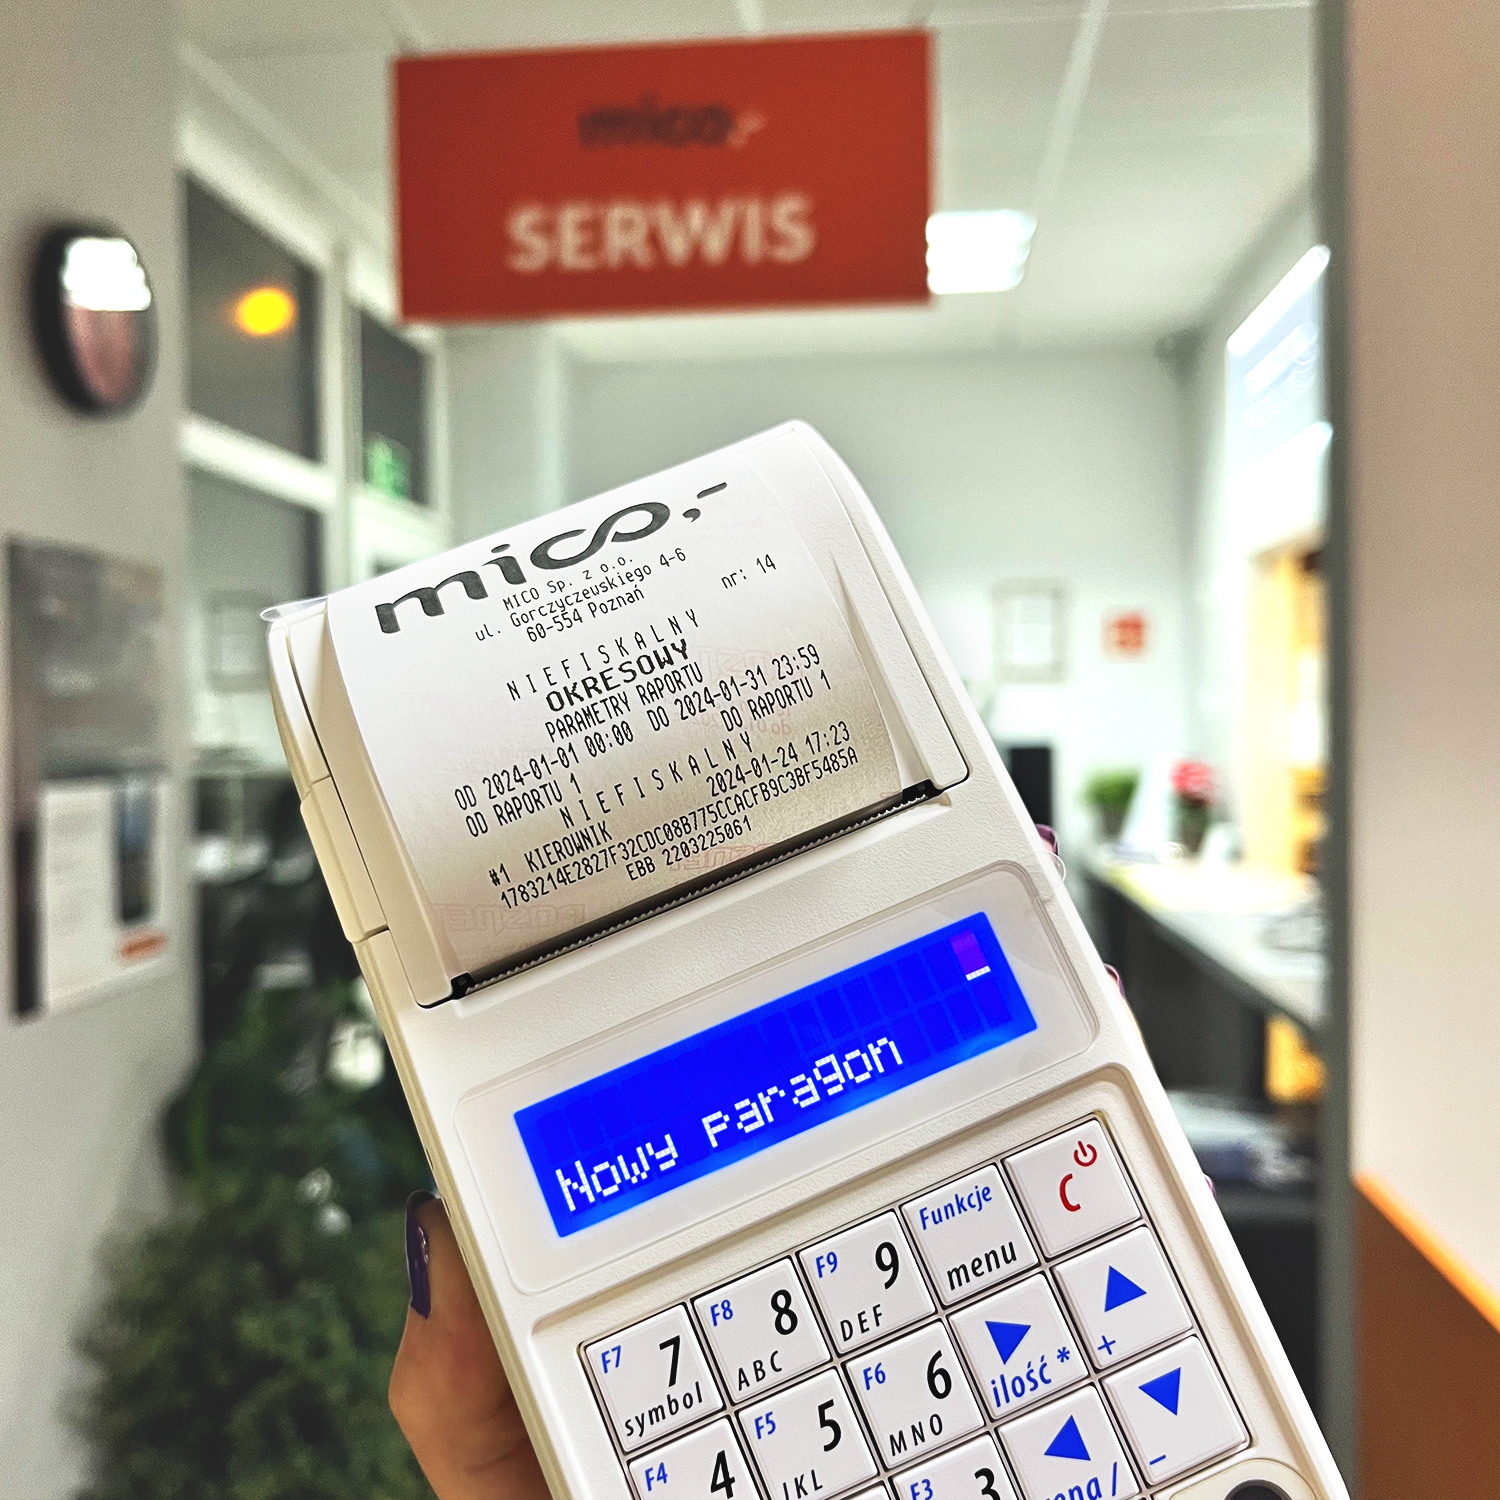 mico,-
SERWIS
mico,-
MICO Sp. z o.o.
ul. Gorczyczewskiego 4-6
60-554 Poznań
nr: 14
N I E F I S K A L N Y
OKRESOWY
PARAMETRY RAPORTU
OD 2024-01-01 00:00 DO 2024-01-31 23:59
OD RAPORTU 1 DO RAPORTU 1
N I E F I S K A L N Y
#1 KIEROWNIK 2024-01-24 17:23
1783214E2827F32CDC08B775CCACFB9C3BF5485A
EBB 2203225061
Nowy paragon
Funkcje menu C
F7 7 symbol F8 8 ABC F9 9 DEF
F4 4 F5 5 JKL F6 6 MNO ilość * +
F3 3 cena / -